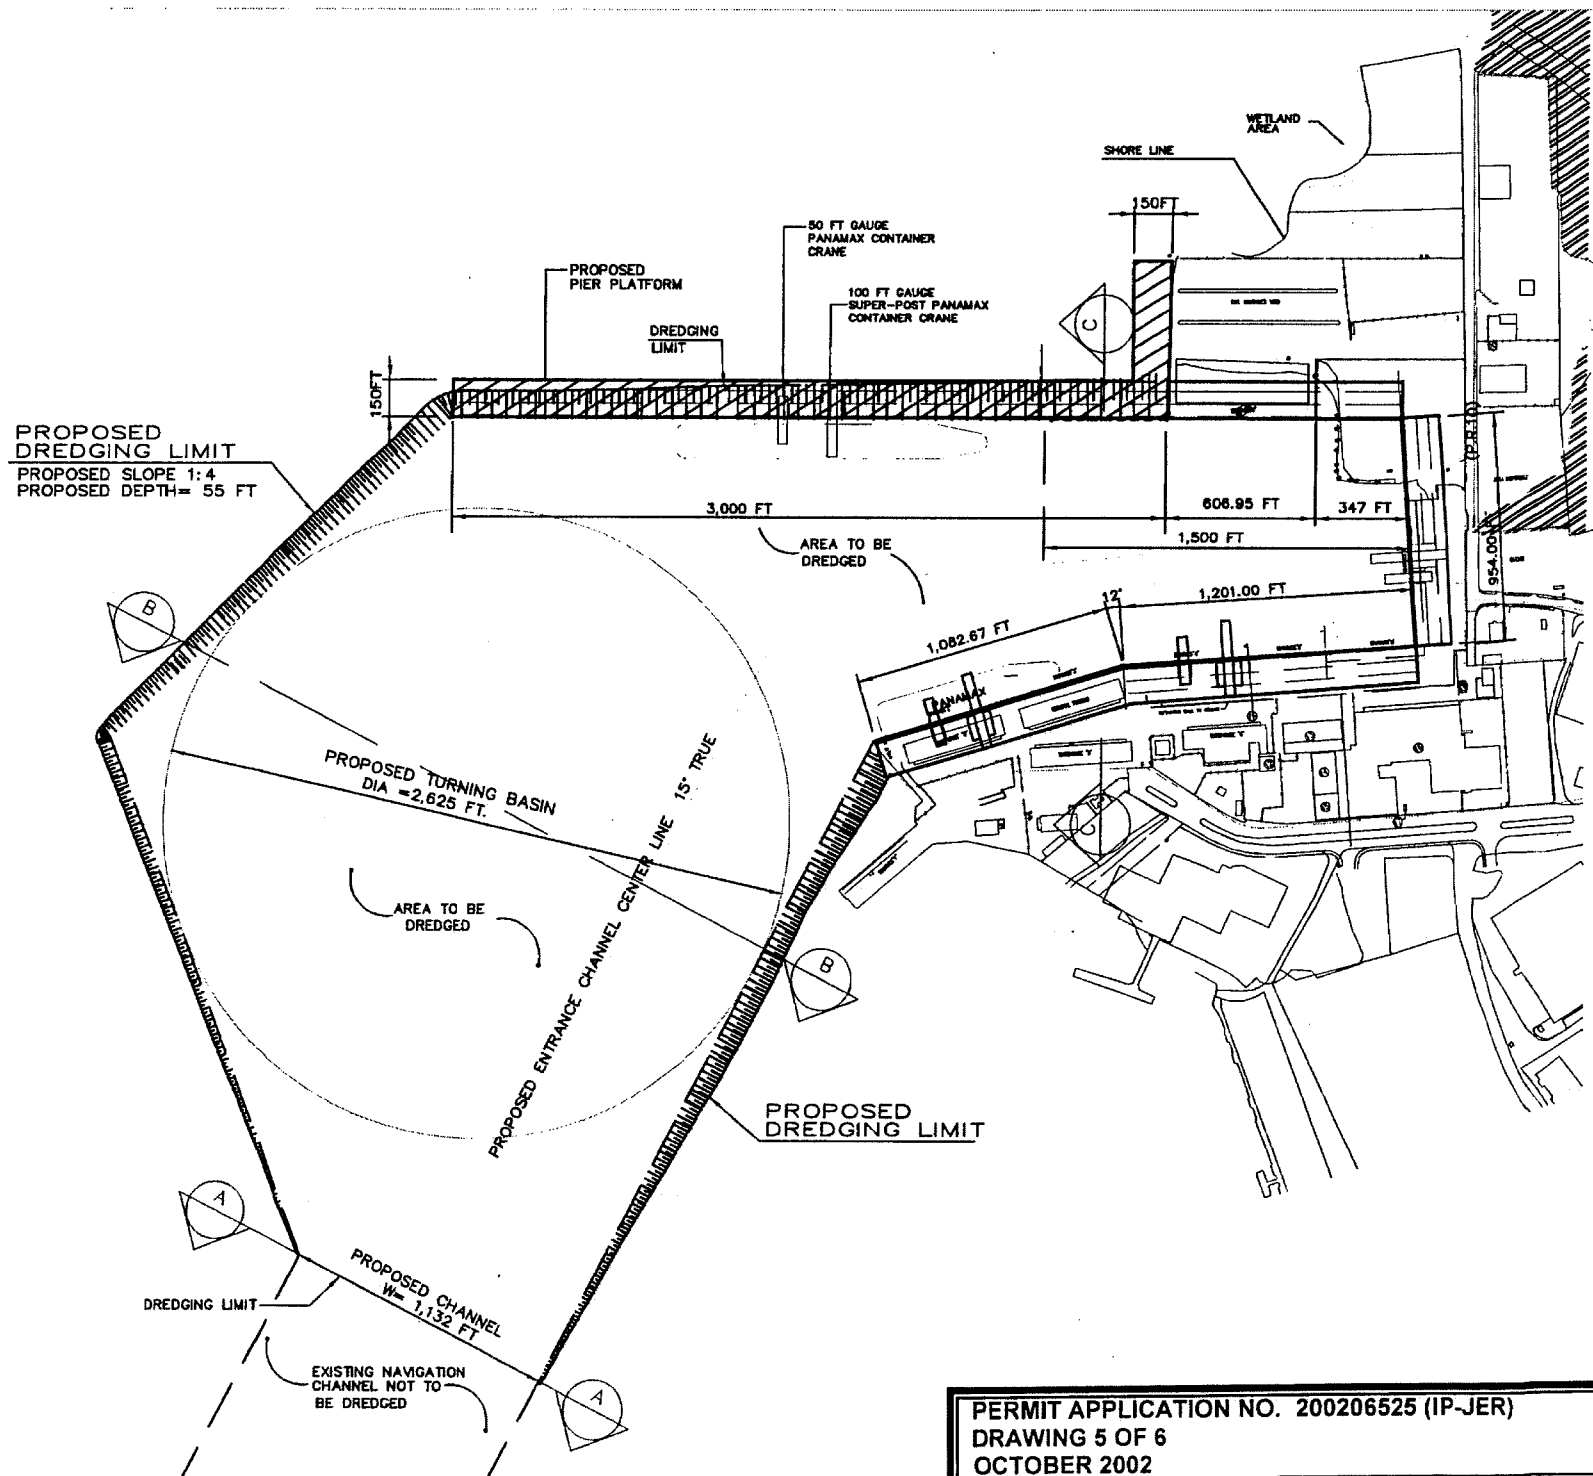 WETLAND
AREA
SHORE LINE
150FT
50 FT GAUGE
PANAMAX CONTAINER
CRANE
PROPOSED
PIER PLATFORM
100 FT GAUGE
SUPER-POST PANAMAX
CONTAINER CRANE
C
DREDGING
LIMIT
150FT
PROPOSED
DREDGING LIMIT
PROPOSED SLOPE 1:4
PROPOSED DEPTH= 55 FT
3,000 FT
606.95 FT
347 FT
1,500 FT
AREA TO BE
DREDGED
954.00
12°
1,201.00 FT
1,082.67 FT
B
PANAMAX
PROPOSED TURNING BASIN
DIA =2,625 FT.
PROPOSED ENTRANCE CHANNEL CENTER LINE 15° TRUE
C
AREA TO BE
DREDGED
B
PROPOSED
DREDGING LIMIT
A
PROPOSED CHANNEL
W= 1,132 FT
DREDGING LIMIT
EXISTING NAVIGATION
CHANNEL NOT TO
BE DREDGED
A
PERMIT APPLICATION NO. 200206525 (IP-JER)
DRAWING 5 OF 6
OCTOBER 2002